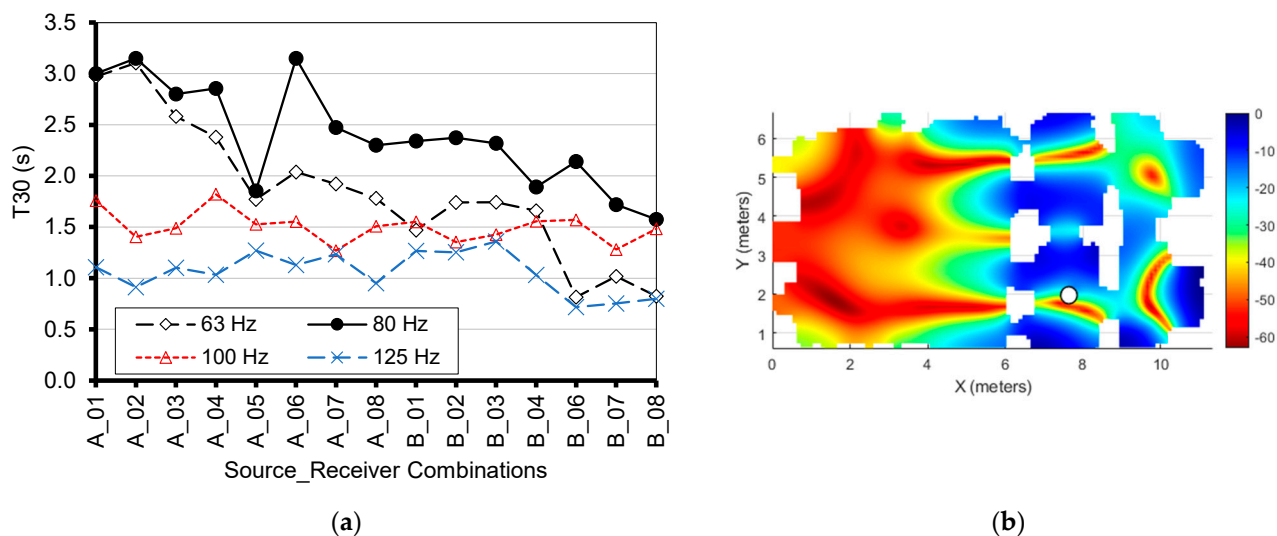 3.5
3.0
2.5
2.0
1.5
1.0
0.5
0.0
T30 (s)
63 Hz
80 Hz
100 Hz
125 Hz
A_01
A_02
A_03
A_04
A_05
A_06
A_07
A_08
B_01
B_02
B_03
B_04
B_06
B_07
B_08
Source_Receiver Combinations
(a)
6
5
4
3
2
1
Y (meters)
0
2
4
6
8
10
X (meters)
0
-10
-20
-30
-40
-50
-60
(b)